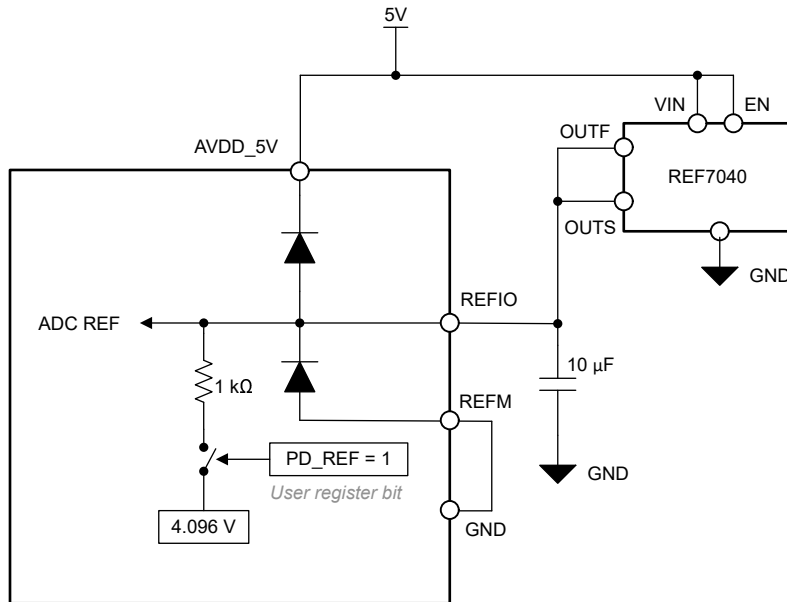 5V
VIN
EN
OUTF
AVDD_5V
REF7040
OUTS
GND
REFIO
ADC REF
10 µF
1 kΩ
REFM
PD_REF = 1
GND
User register bit
4.096 V
GND